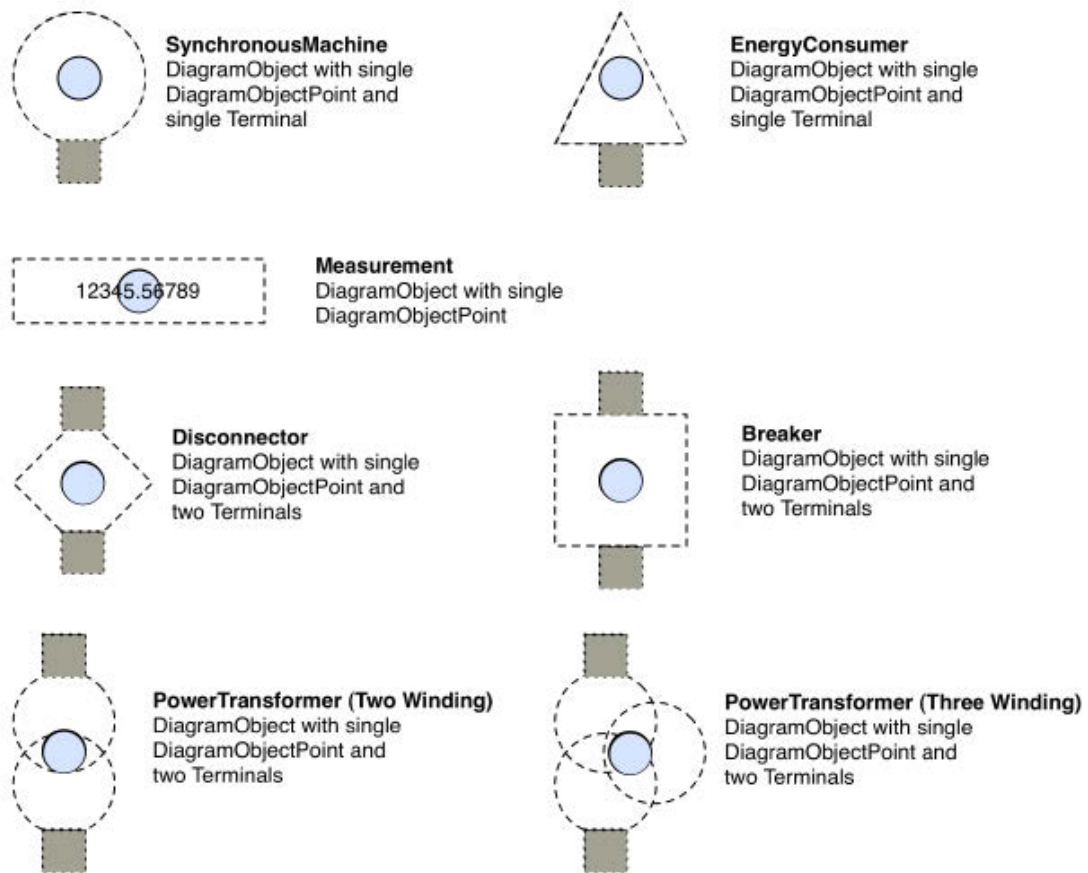 SynchronousMachine
DiagramObject with single
DiagramObjectPoint and
single Terminal
EnergyConsumer
DiagramObject with single
DiagramObjectPoint and
single Terminal
12345.56789
Measurement
DiagramObject with single
DiagramObjectPoint
Disconnector
DiagramObject with single
DiagramObjectPoint and
two Terminals
Breaker
DiagramObject with single
DiagramObjectPoint and
two Terminals
PowerTransformer (Two Winding)
DiagramObject with single
DiagramObjectPoint and
two Terminals
PowerTransformer (Three Winding)
DiagramObject with single
DiagramObjectPoint and
two Terminals